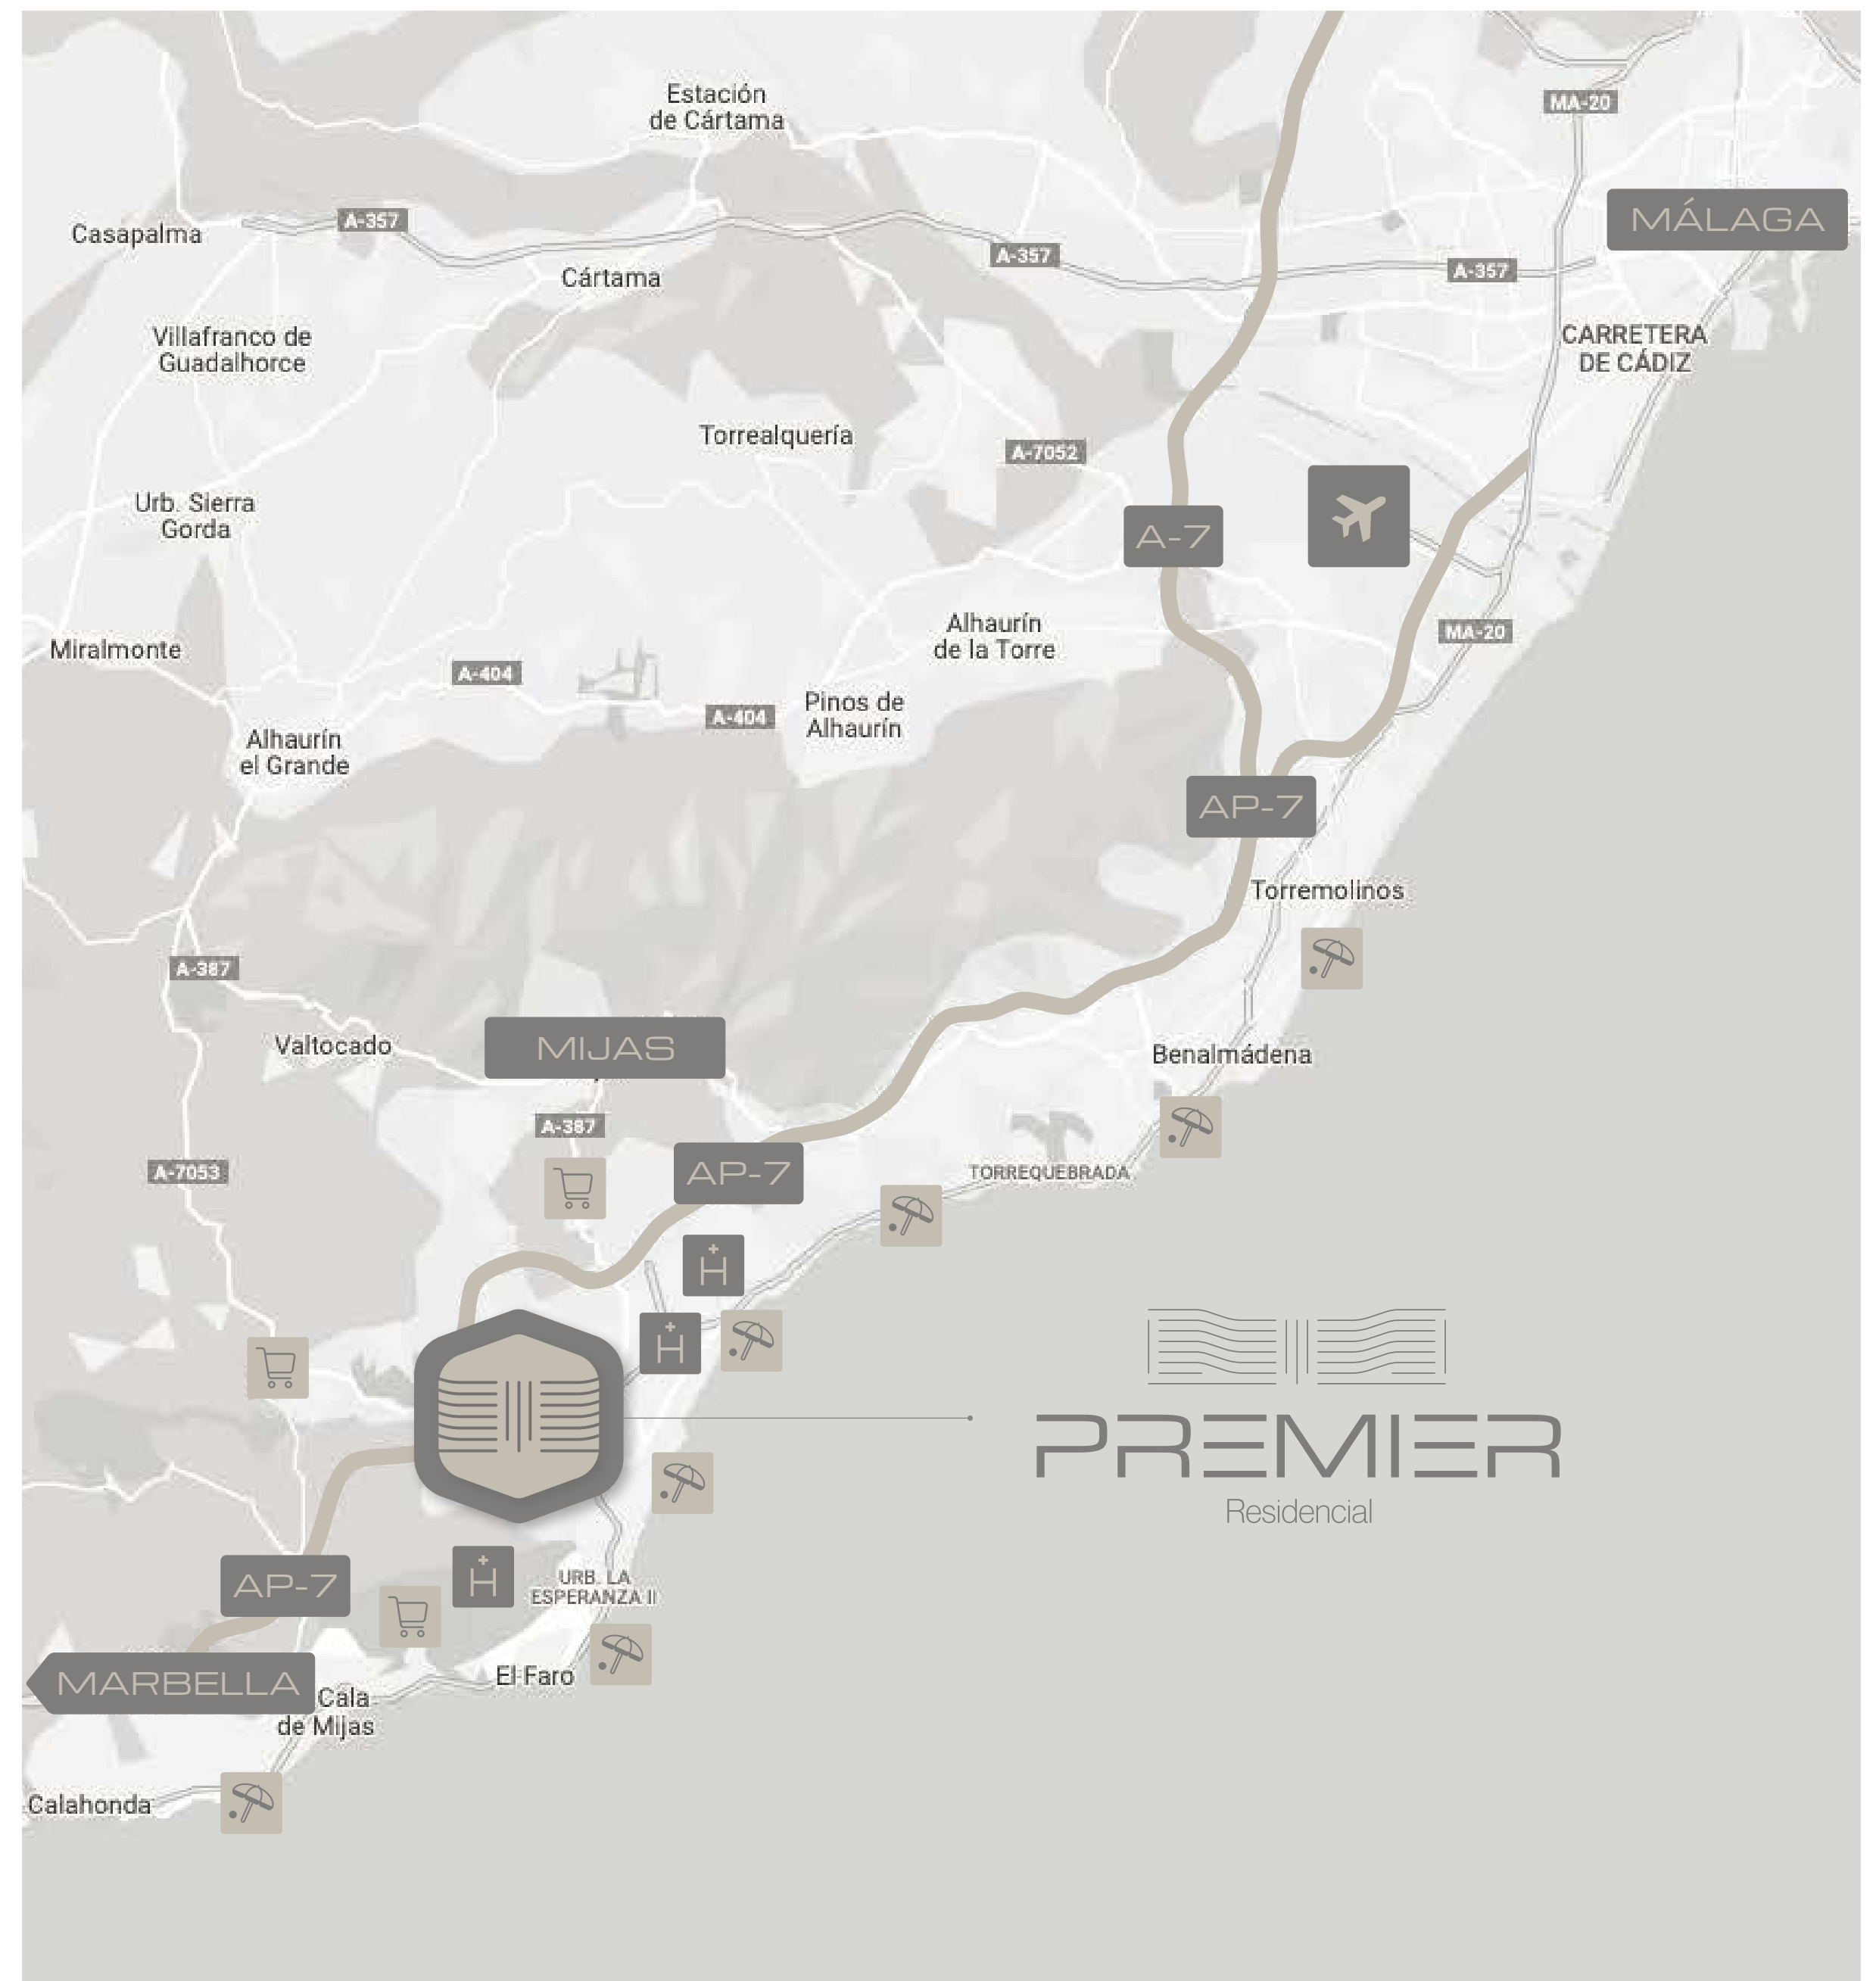 Estación
de Cártama
MA-20
MÁLAGA
A-357
Casapalma
A-357
A-357
Cártama
Villafranco de
Guadalhorce
CARRETERA
DE CÁDIZ
Torrealquería
A-7052
Urb. Sierra
Gorda
A-7
Alhaurín
de la Torre
MA-20
Miralmonte
A-404
Pinos de
Alhaurín
A-404
Alhaurín
el Grande
AP-7
Torremolinos
A-387
Valtocado
MIJAS
Benalmádena
A-387
AP-7
A-7053
TORREQUEBRADA
H
H
PREMIER
Residencial
AP-7
H
URB. LA
ESPERANZA II
MARBELLA
El Faro
Cala
de Mijas
Calahonda